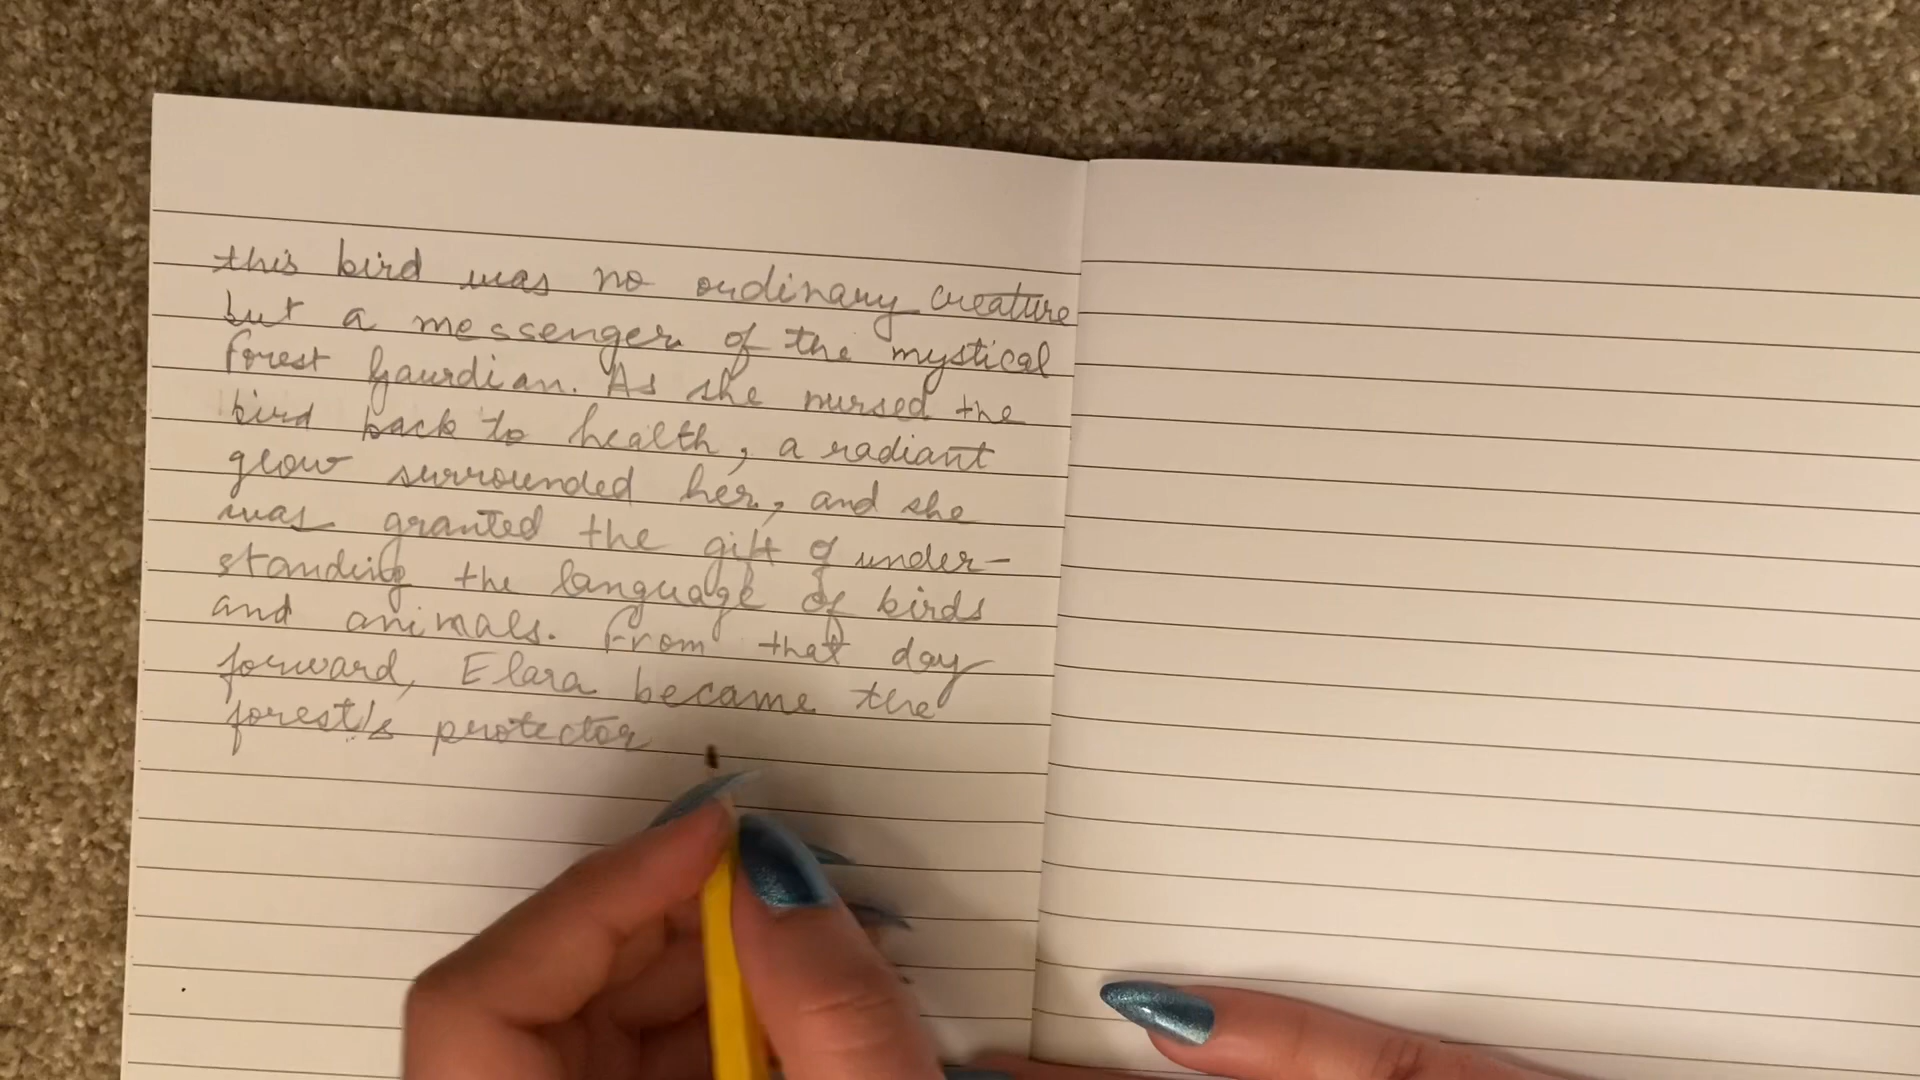 this bird was no ordinary creature
but a messenger of the mystical
forest Gaurdian. As she nursed the
bird back to health, a radiant
glow surrounded her, and she
was granted the gift of under-
standing the language of birds
and animals. From that day
forward, Elara became the
forest's protector